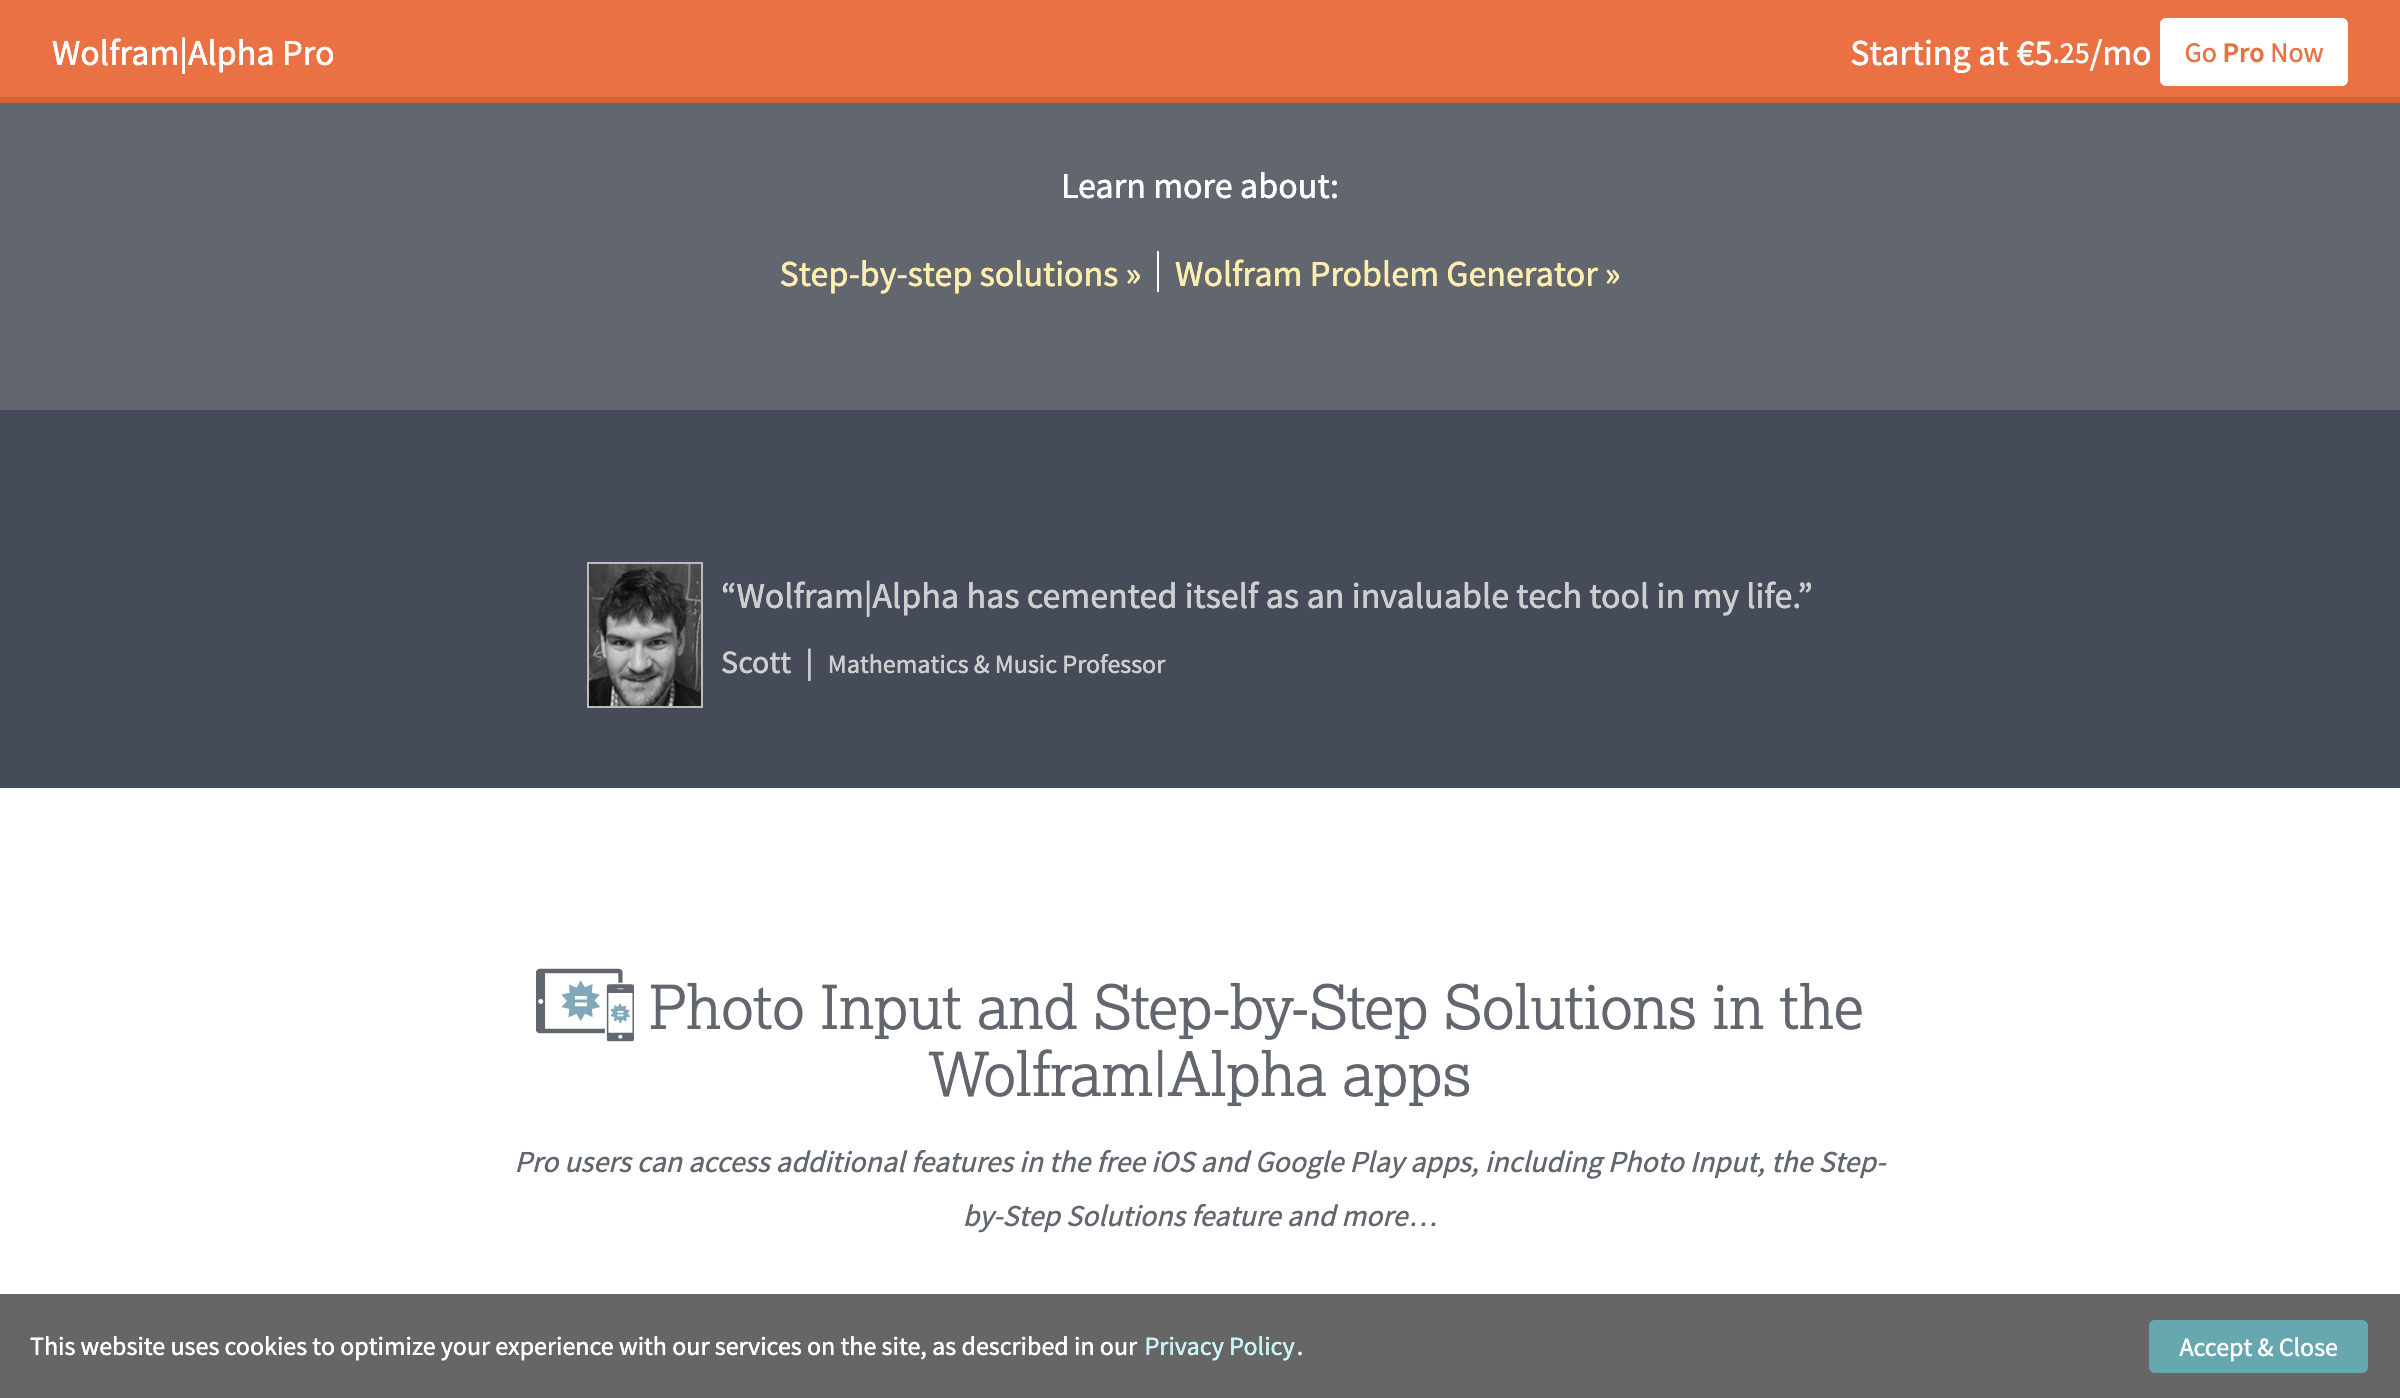 Wolfram|Alpha Pro
Starting at €5.25/mo
Go Pro Now
Learn more about:
Step-by-step solutions » | Wolfram Problem Generator »
“Wolfram|Alpha has cemented itself as an invaluable tech tool in my life.”
Scott | Mathematics & Music Professor
Photo Input and Step-by-Step Solutions in the
Wolfram|Alpha apps
Pro users can access additional features in the free iOS and Google Play apps, including Photo Input, the Step-
by-Step Solutions feature and more…
This website uses cookies to optimize your experience with our services on the site, as described in our Privacy Policy.
Accept & Close